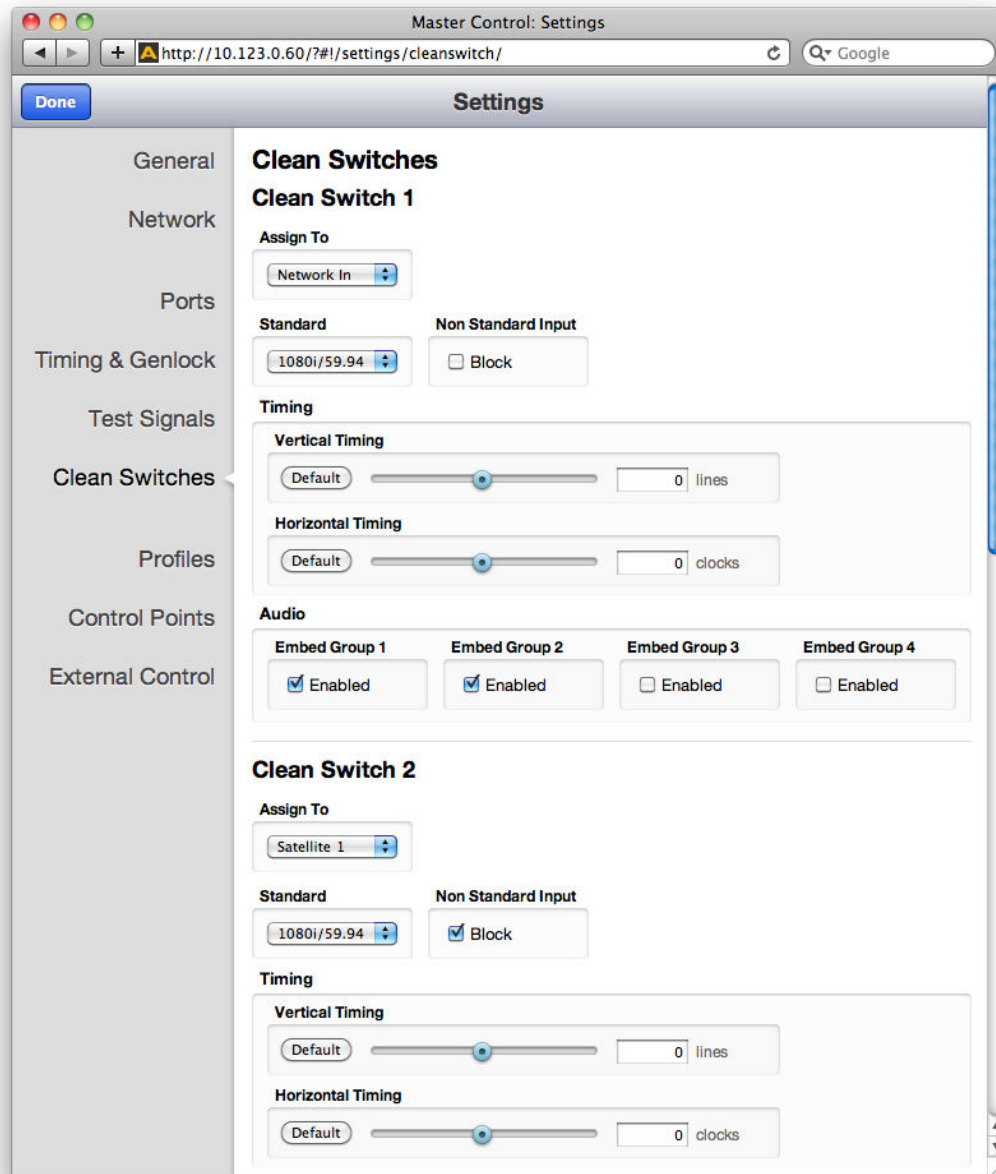 Master Control: Settings
http://10.123.0.60/?#!/settings/cleanswitch/
Google
Done
Settings
General
Network
Ports
Timing & Genlock
Test Signals
Clean Switches
Profiles
Control Points
External Control
Clean Switches
Clean Switch 1
Assign To
Network In
Standard
Non Standard Input
1080i/59.94
Block
Timing
Vertical Timing
Default
0 lines
Horizontal Timing
Default
0 clocks
Audio
Embed Group 1
Embed Group 2
Embed Group 3
Embed Group 4
Enabled
Enabled
Enabled
Enabled
Clean Switch 2
Assign To
Satellite 1
Standard
Non Standard Input
1080i/59.94
Block
Timing
Vertical Timing
Default
0 lines
Horizontal Timing
Default
0 clocks